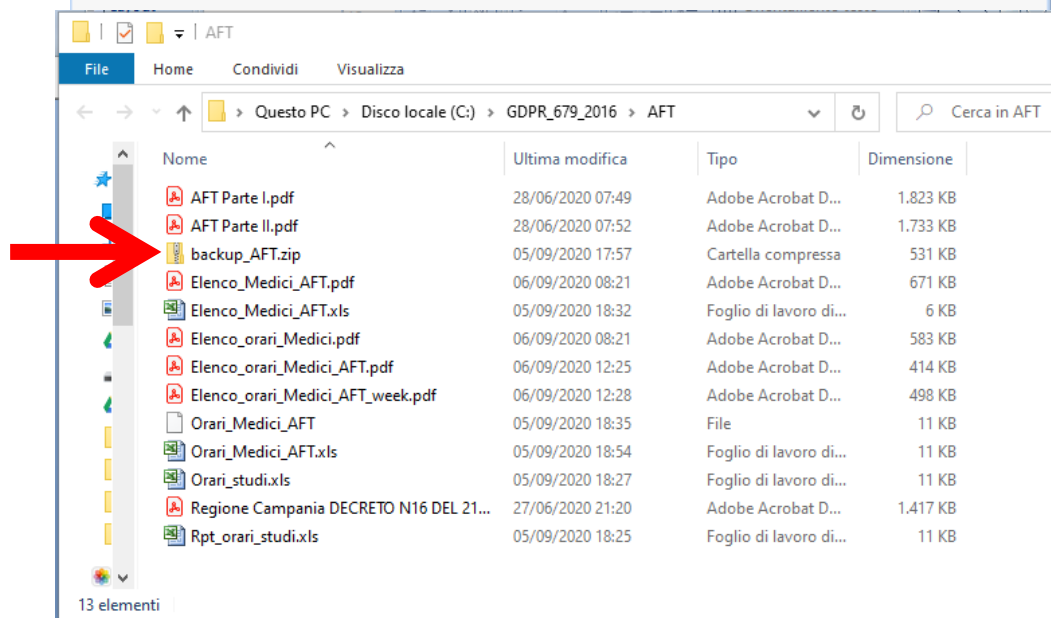 AFT
File Home Condividi Visualizza
Questo PC › Disco locale (C:) › GDPR_679_2016 › AFT Cerca in AFT
Nome Ultima modifica Tipo Dimensione
AFT Parte I.pdf 28/06/2020 07:49 Adobe Acrobat D... 1.823 KB
AFT Parte II.pdf 28/06/2020 07:52 Adobe Acrobat D... 1.733 KB
backup_AFT.zip 05/09/2020 17:57 Cartella compressa 531 KB
Elenco_Medici_AFT.pdf 06/09/2020 08:21 Adobe Acrobat D... 671 KB
Elenco_Medici_AFT.xls 05/09/2020 18:32 Foglio di lavoro di... 6 KB
Elenco_orari_Medici.pdf 06/09/2020 08:21 Adobe Acrobat D... 583 KB
Elenco_orari_Medici_AFT.pdf 06/09/2020 12:25 Adobe Acrobat D... 414 KB
Elenco_orari_Medici_AFT_week.pdf 06/09/2020 12:28 Adobe Acrobat D... 498 KB
Orari_Medici_AFT 05/09/2020 18:35 File 11 KB
Orari_Medici_AFT.xls 05/09/2020 18:54 Foglio di lavoro di... 11 KB
Orari_studi.xls 05/09/2020 18:27 Foglio di lavoro di... 11 KB
Regione Campania DECRETO N16 DEL 21... 27/06/2020 21:20 Adobe Acrobat D... 1.417 KB
Rpt_orari_studi.xls 05/09/2020 18:25 Foglio di lavoro di... 11 KB
13 elementi